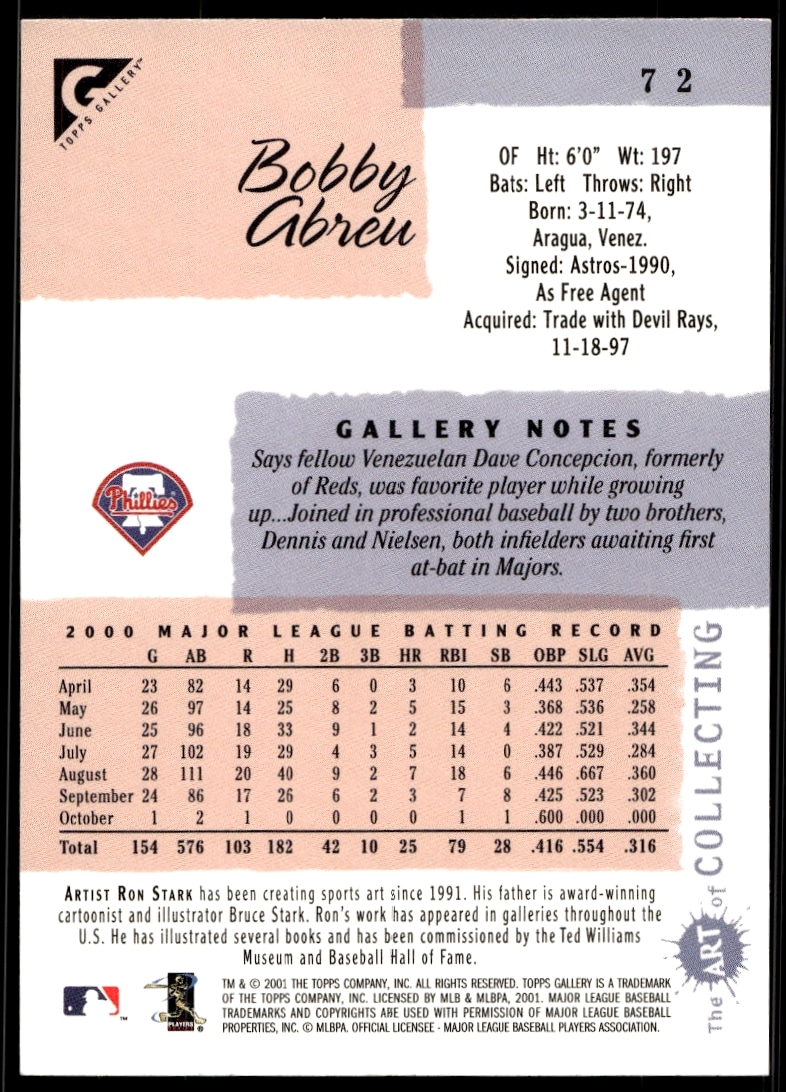 TOPPS GALLERY™
G
72
Bobby
Abreu
OF Ht: 6'0" Wt: 197
Bats: Left Throws: Right
Born: 3-11-74,
Aragua, Venez.
Signed: Astros-1990,
As Free Agent
Acquired: Trade with Devil Rays,
11-18-97
GALLERY NOTES
Says fellow Venezuelan Dave Concepcion, formerly
of Reds, was favorite player while growing
up...Joined in professional baseball by two brothers,
Dennis and Nielsen, both infielders awaiting first
at-bat in Majors.
Phillies
2000 MAJOR LEAGUE BATTING RECORD
G AB R H 2B 3B HR RBI SB OBP SLG AVG
April 23 82 14 29 6 0 3 10 6 .443 .537 .354
May 26 97 14 25 8 2 5 15 3 .368 .536 .258
June 25 96 18 33 9 1 2 14 4 .422 .521 .344
July 27 102 19 29 4 3 5 14 0 .387 .529 .284
August 28 111 20 40 9 2 7 18 6 .446 .667 .360
September 24 86 17 26 6 2 3 7 8 .425 .523 .302
October 1 2 1 0 0 0 0 1 1 .600 .000 .000
Total 154 576 103 182 42 10 25 79 28 .416 .554 .316
The ART of COLLECTING
ARTIST RON STARK has been creating sports art since 1991. His father is award-winning
cartoonist and illustrator Bruce Stark. Ron's work has appeared in galleries throughout the
U.S. He has illustrated several books and has been commissioned by the Ted Williams
Museum and Baseball Hall of Fame.
TM
PLAYERS
®
TM & © 2001 THE TOPPS COMPANY, INC. ALL RIGHTS RESERVED. TOPPS GALLERY IS A TRADEMARK
OF THE TOPPS COMPANY, INC. LICENSED BY MLB & MLBPA, 2001. MAJOR LEAGUE BASEBALL
TRADEMARKS AND COPYRIGHTS ARE USED WITH PERMISSION OF MAJOR LEAGUE BASEBALL
PROPERTIES, INC. © MLBPA. OFFICIAL LICENSEE - MAJOR LEAGUE BASEBALL PLAYERS ASSOCIATION.